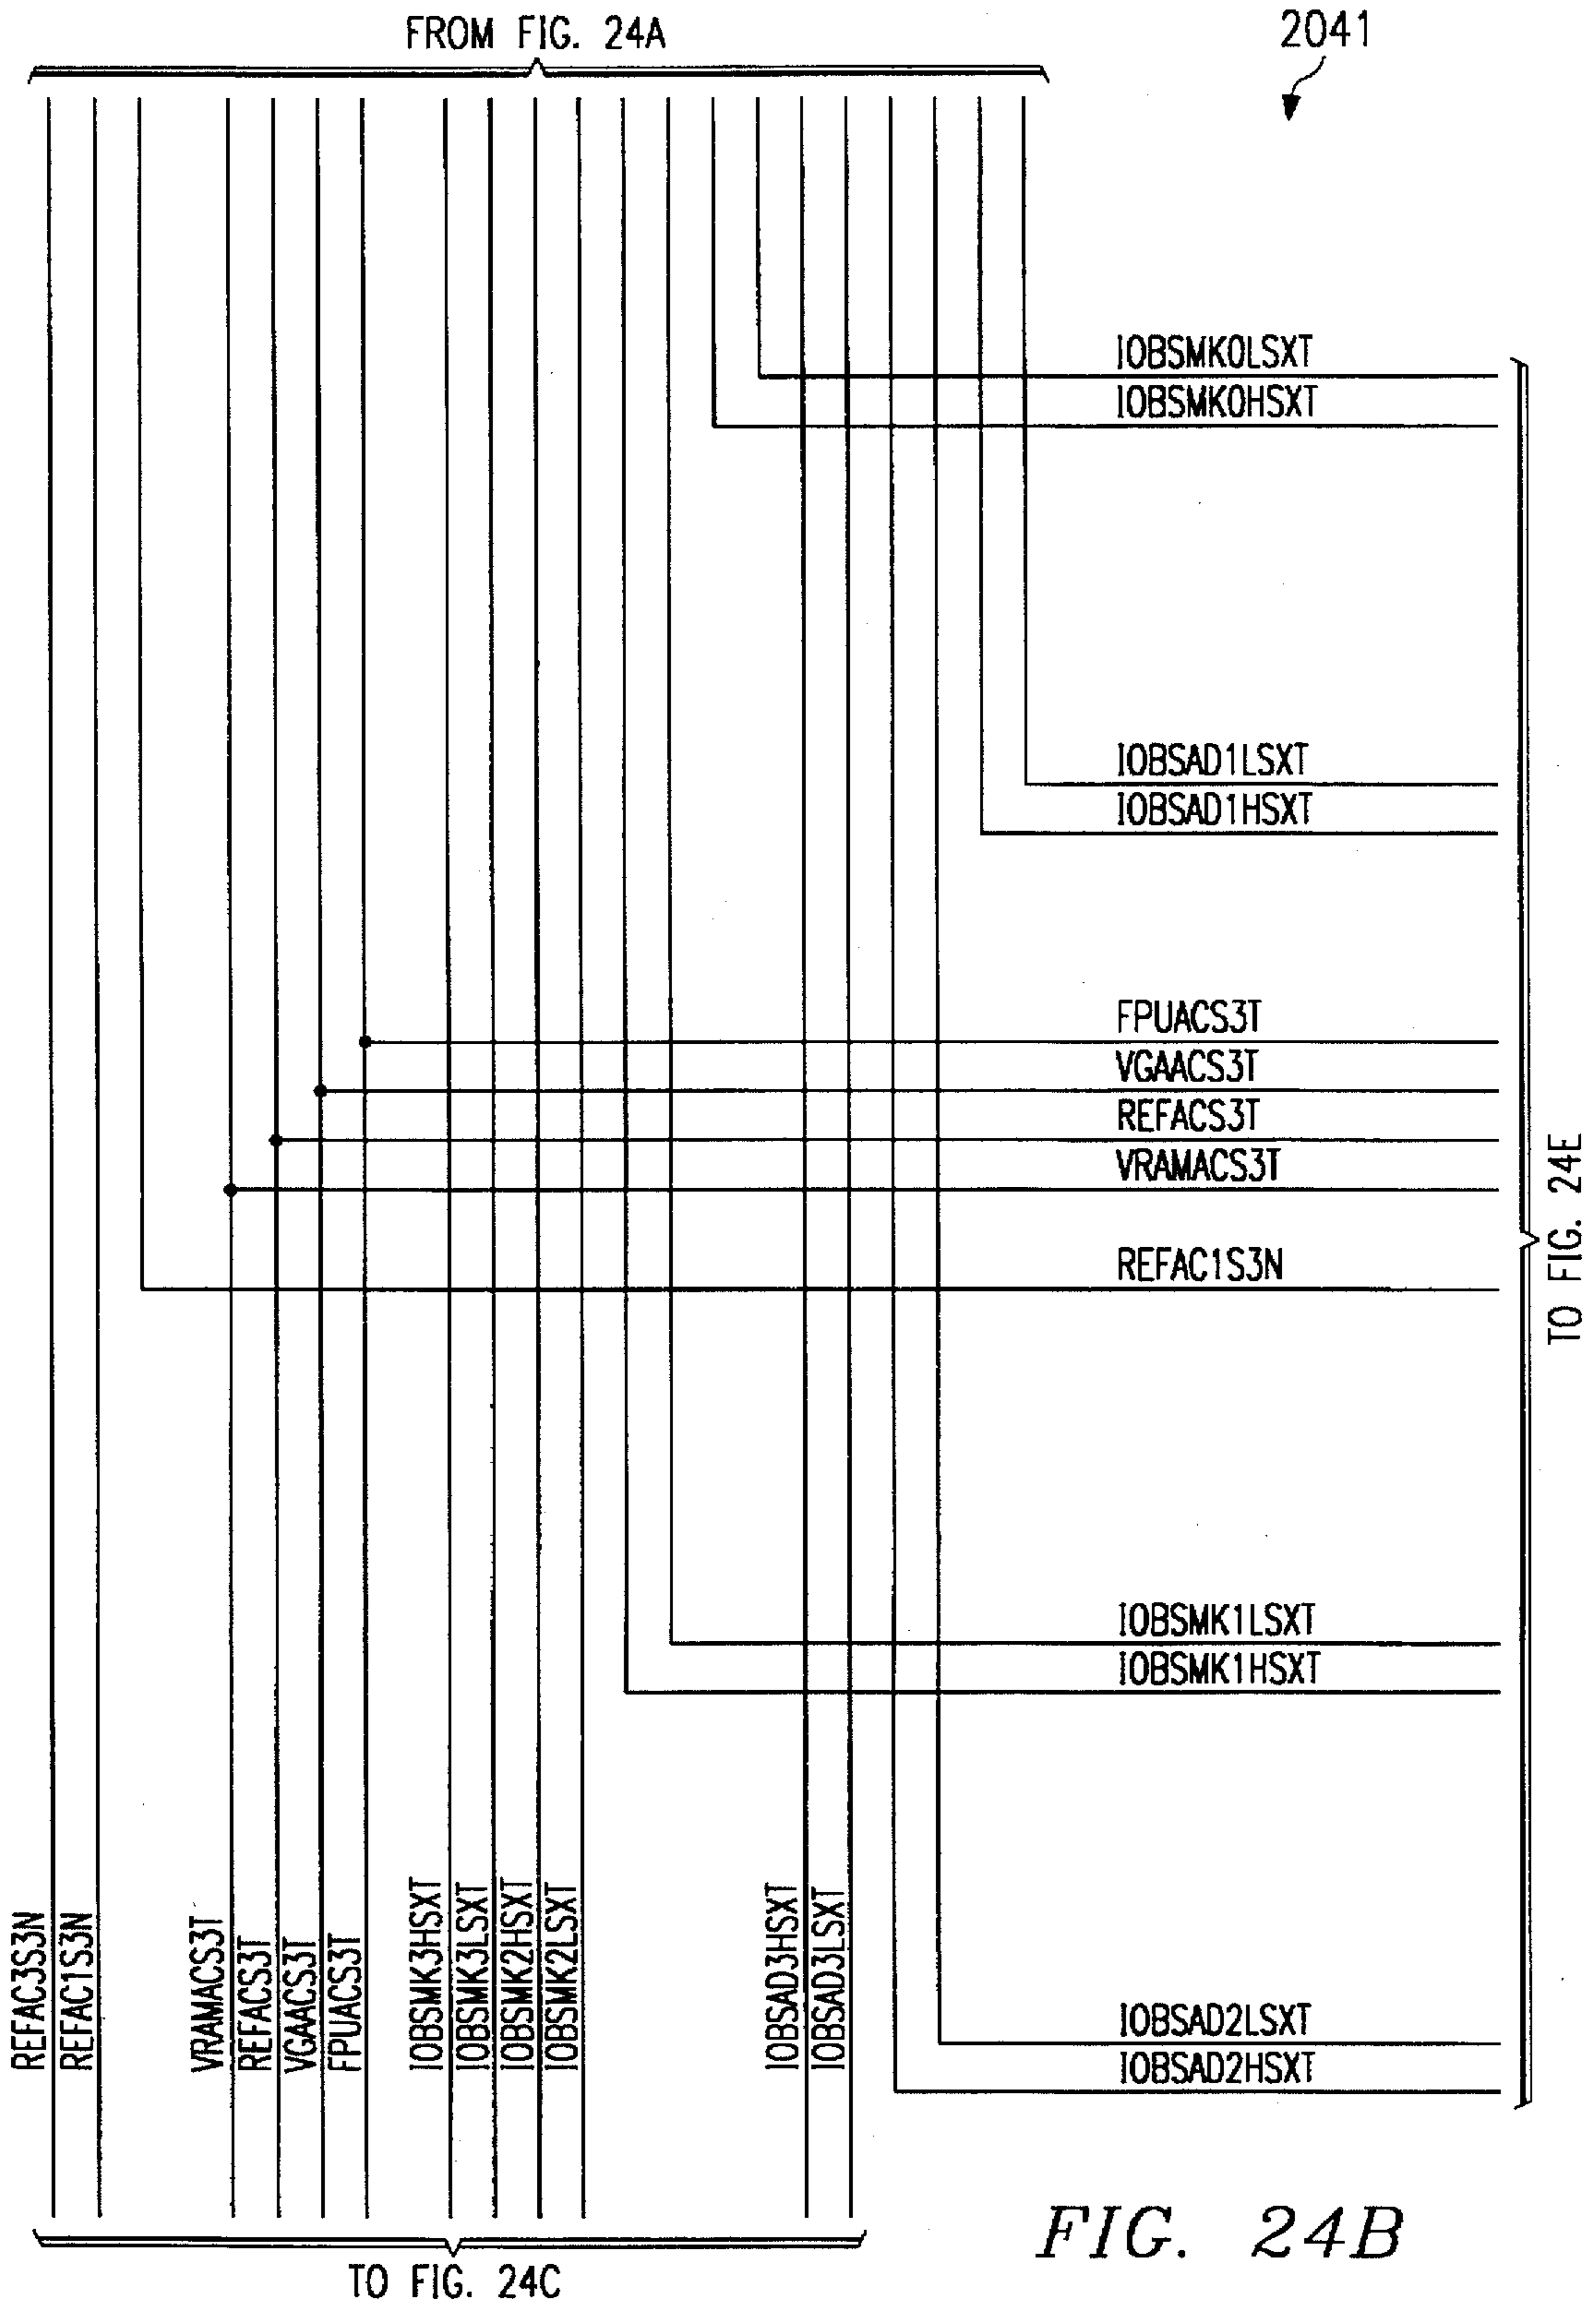 FROM FIG. 24A
2041
IOBSMK0LSXT
IOBSMK0HSXT
IOBSAD1LSXT
IOBSAD1HSXT
FPUACS3T
VGAACS3T
REFACS3T
VRAMACS3T
REFAC1S3N
TO FIG. 24E
IOBSMK1LSXT
IOBSMK1HSXT
IOBSAD2LSXT
IOBSAD2HSXT
REFAC3S3N
REFAC1S3N
VRAMACS3T
REFACS3T
VGAACS3T
FPUACS3T
IOBSMK3HSXT
IOBSMK3LSXT
IOBSMK2HSXT
IOBSMK2LSXT
IOBSAD3HSXT
IOBSAD3LSXT
TO FIG. 24C
FIG. 24B